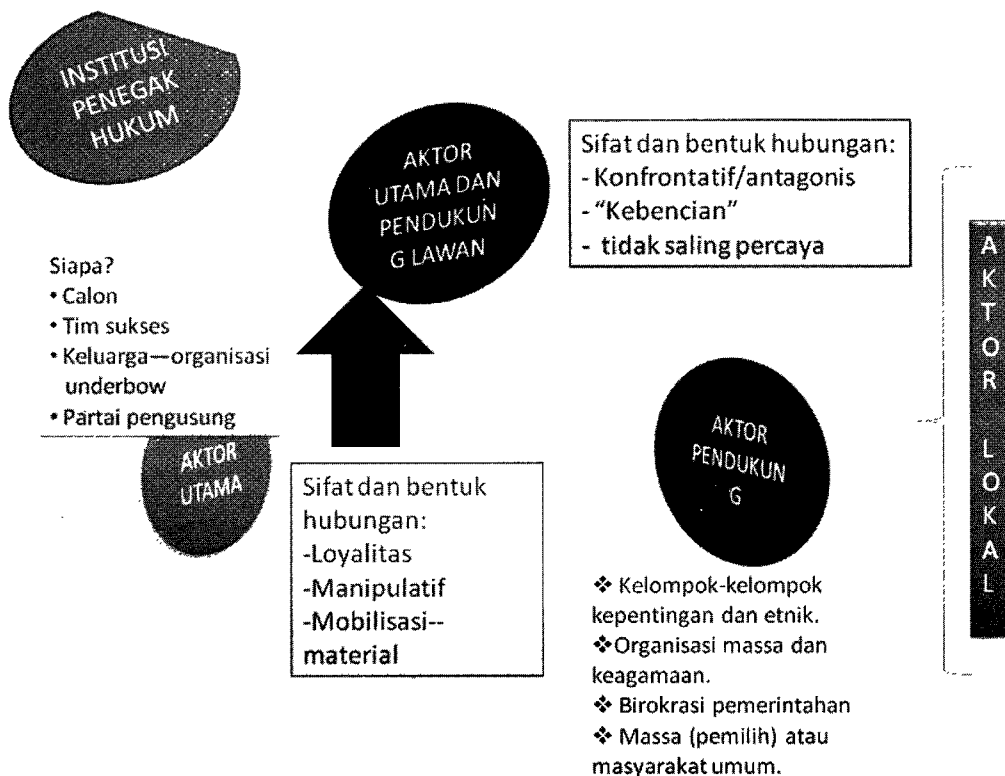 INSTITUSI
PENEGAK
HUKUM
AKTOR
UTAMA DAN
PENDUKUN
G LAWAN
Sifat dan bentuk hubungan:
- Konfrontatif/antagonis
- “Kebencian”
- tidak saling percaya
Siapa?
• Calon
• Tim sukses
• Keluarga—organisasi
underbow
• Partai pengusung
AKTOR
UTAMA
Sifat dan bentuk
hubungan:
-Loyalitas
-Manipulatif
-Mobilisasi--
material
AKTOR
PENDUKUN
G
❖ Kelompok-kelompok
kepentingan dan etnik.
❖Organisasi massa dan
keagamaan.
❖ Birokrasi pemerintahan
❖ Massa (pemilih) atau
masyarakat umum.
A
K
T
O
R
L
O
K
A
L